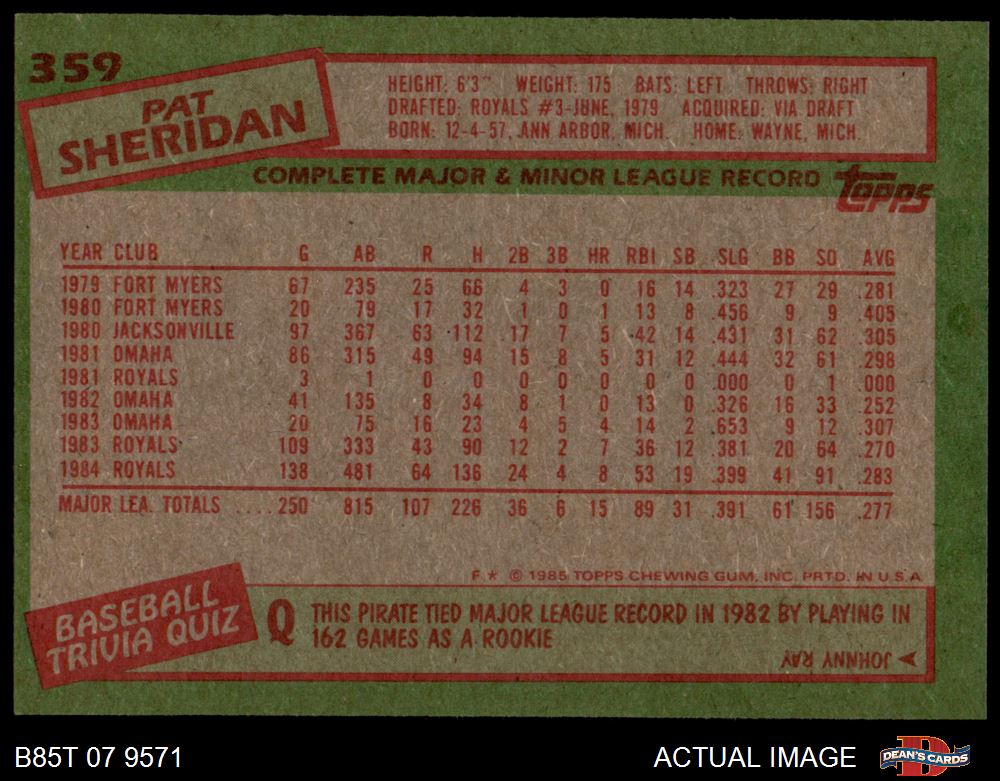 359
PAT
SHERIDAN
HEIGHT: 6'3" WEIGHT: 175 BATS: LEFT THROWS: RIGHT
DRAFTED: ROYALS #3-JUNE, 1979 ACQUIRED: VIA DRAFT
BORN: 12-4-57, ANN ARBOR, MICH. HOME: WAYNE, MICH.
COMPLETE MAJOR & MINOR LEAGUE RECORD
topps
YEAR CLUB G AB R H 2B 3B HR RBI SB SLG BB SO AVG
1979 FORT MYERS 67 235 25 66 4 3 0 16 14 .323 27 29 .281
1980 FORT MYERS 20 79 17 32 1 0 1 13 8 .456 9 9 .405
1980 JACKSONVILLE 97 367 63 112 17 7 5 42 14 .431 31 62 .305
1981 OMAHA 86 315 49 94 15 8 5 31 12 .444 32 61 .298
1981 ROYALS 3 1 0 0 0 0 0 0 0 .000 0 1 .000
1982 OMAHA 41 135 8 34 8 1 0 13 0 .326 16 33 .252
1983 OMAHA 20 75 16 23 4 5 4 14 2 .653 9 12 .307
1983 ROYALS 109 333 43 90 12 2 7 36 12 .381 20 64 .270
1984 ROYALS 138 481 64 136 24 4 8 53 19 .399 41 91 .283
MAJOR LEA. TOTALS ....250 815 107 226 36 6 15 89 31 .391 61 156 .277
F.* © 1985 TOPPS CHEWING GUM, INC. PRTD. IN U.S.A.
BASEBALL
TRIVIA QUIZ
Q THIS PIRATE TIED MAJOR LEAGUE RECORD IN 1982 BY PLAYING IN
162 GAMES AS A ROOKIE
JOHNNY RAY
B85T 07 9571
ACTUAL IMAGE
D
DEAN'S CARDS